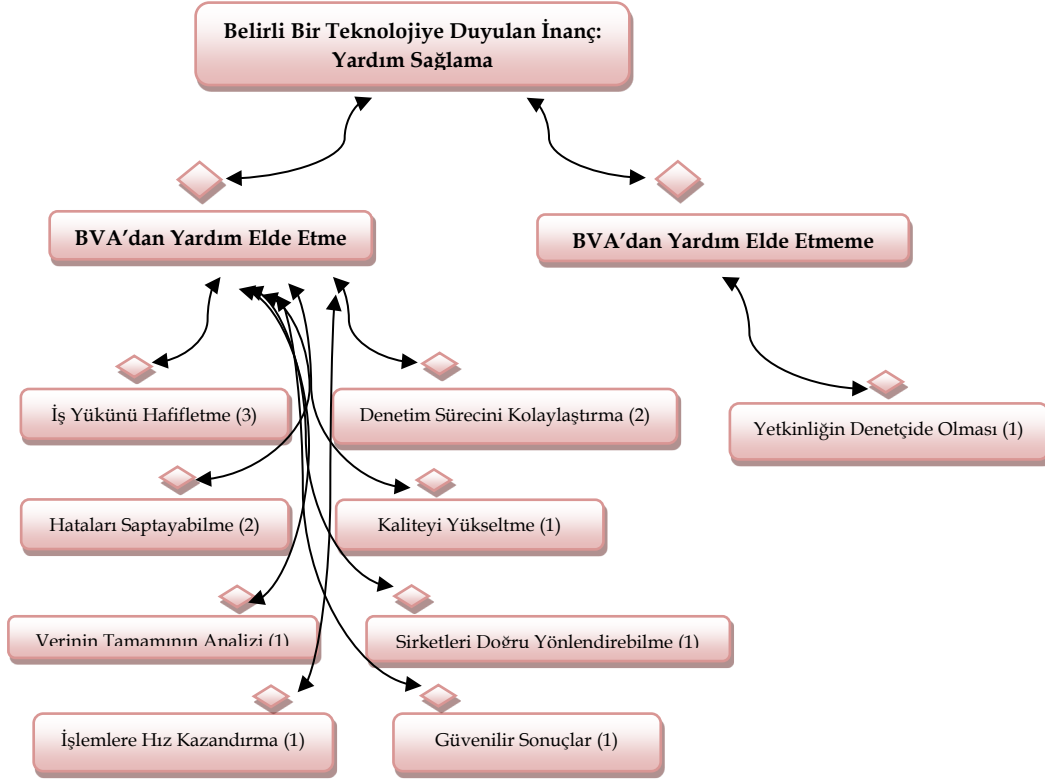 Belirli Bir Teknolojiye Duyulan İnanç:
Yardım Sağlama
BVA’dan Yardım Elde Etme
BVA’dan Yardım Elde Etmeme
İş Yükünü Hafifletme (3)
Denetim Sürecini Kolaylaştırma (2)
Yetkinliğin Denetçide Olması (1)
Hataları Saptayabilme (2)
Kaliteyi Yükseltme (1)
Verinin Tamamının Analizi (1)
Şirketleri Doğru Yönlendirebilme (1)
İşlemlere Hız Kazandırma (1)
Güvenilir Sonuçlar (1)